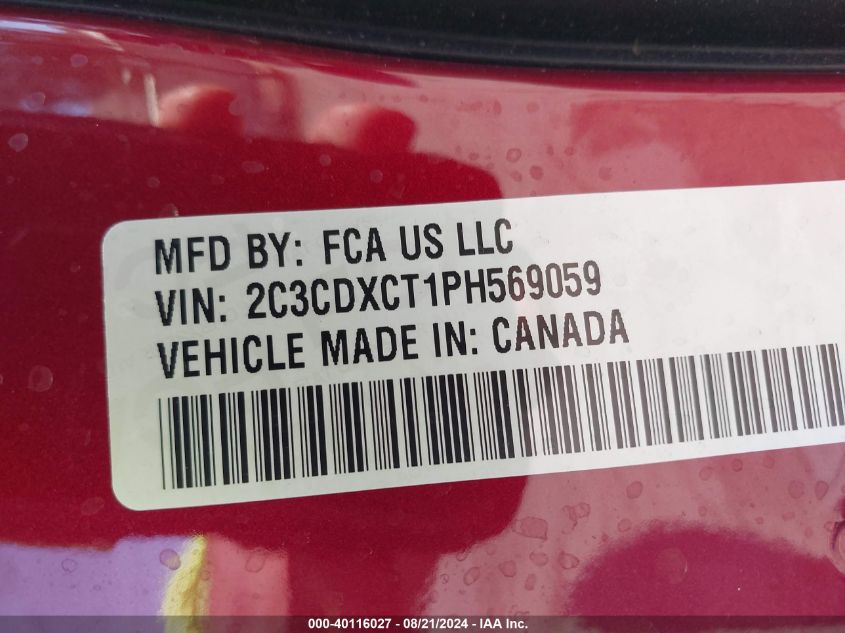 MFD BY: FCA US LLC
VIN: 2C3CDXCT1PH569059
VEHICLE MADE IN: CANADA
000-40116027 - 08/21/2024 - IAA Inc.